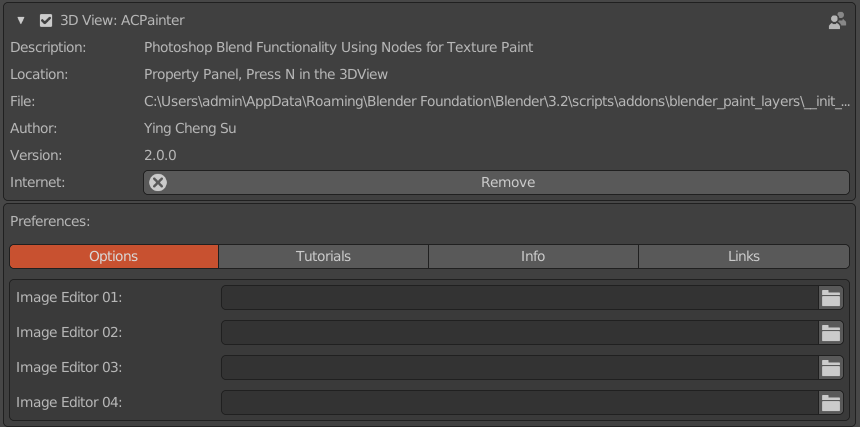 3D View: ACPainter
Description: Photoshop Blend Functionality Using Nodes for Texture Paint
Location: Property Panel, Press N in the 3DView
File: C:\Users\admin\AppData\Roaming\Blender Foundation\Blender\3.2\scripts\addons\blender_paint_layers\__init_...
Author: Ying Cheng Su
Version: 2.0.0
Internet: Remove
Preferences:
Options Tutorials Info Links
Image Editor 01:
Image Editor 02:
Image Editor 03:
Image Editor 04: